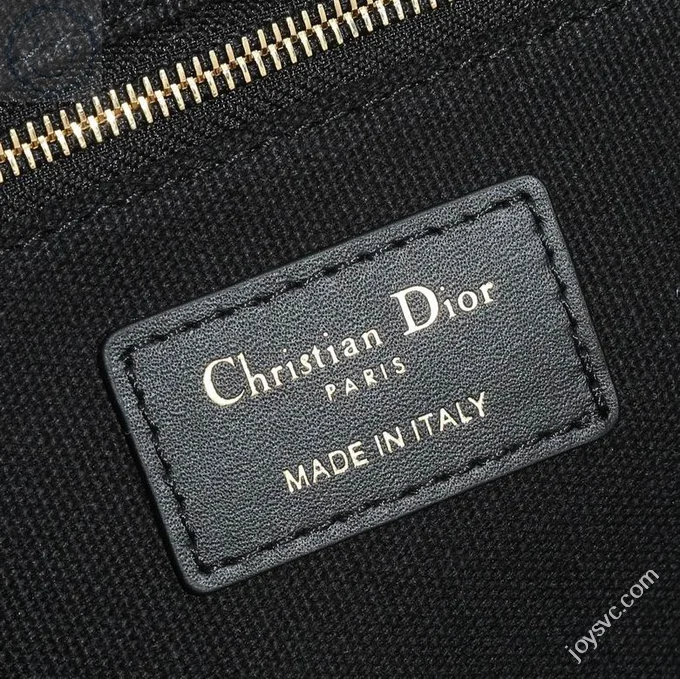 Christian Dior
PARIS
MADE IN ITALY
joysvc.com